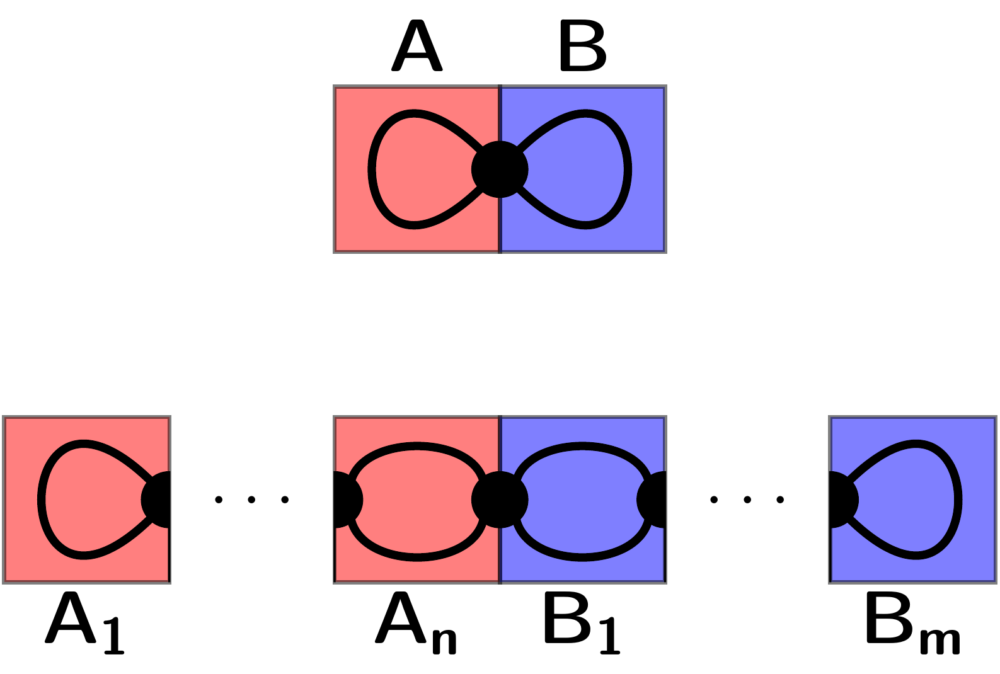 A B
· · · · · ·
A₁ Aₙ B₁ Bₘ